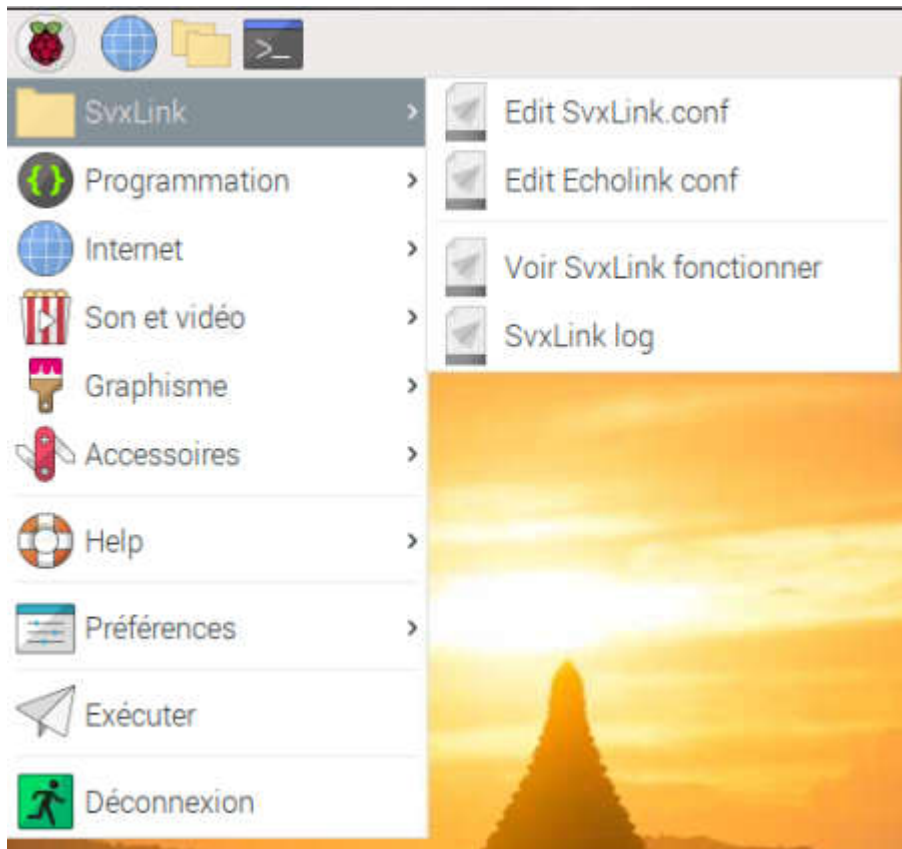 >_
SvxLink
Programmation
Internet
Son et vidéo
Graphisme
Accessoires
Help
Préférences
Exécuter
Déconnexion
Edit SvxLink.conf
Edit Echolink conf
Voir SvxLink fonctionner
SvxLink log